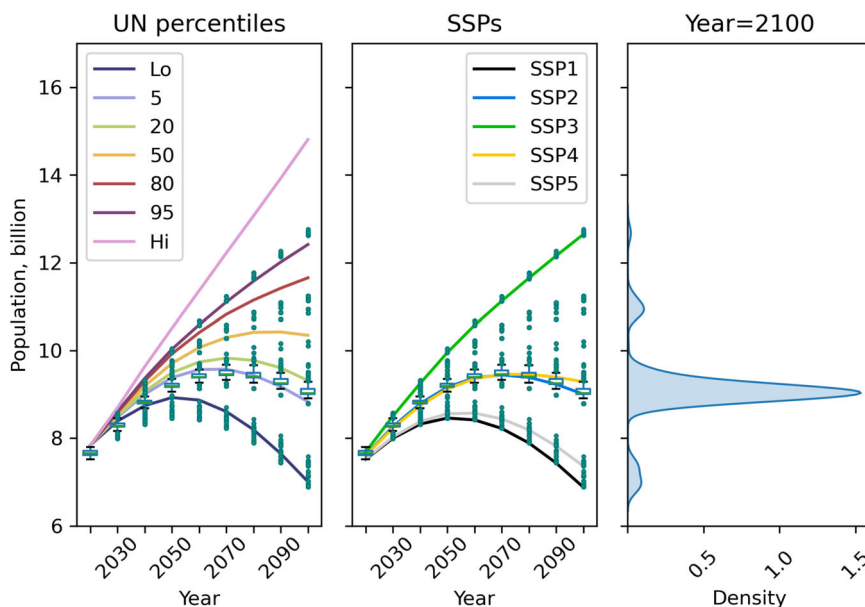 UN percentiles
SSPs
Year=2100
Population, billion
16
14
12
10
8
6
Lo
5
20
50
80
95
Hi
SSP1
SSP2
SSP3
SSP4
SSP5
2030
2050
2070
2090
Year
2030
2050
2070
2090
Year
0.5
1.0
1.5
Density